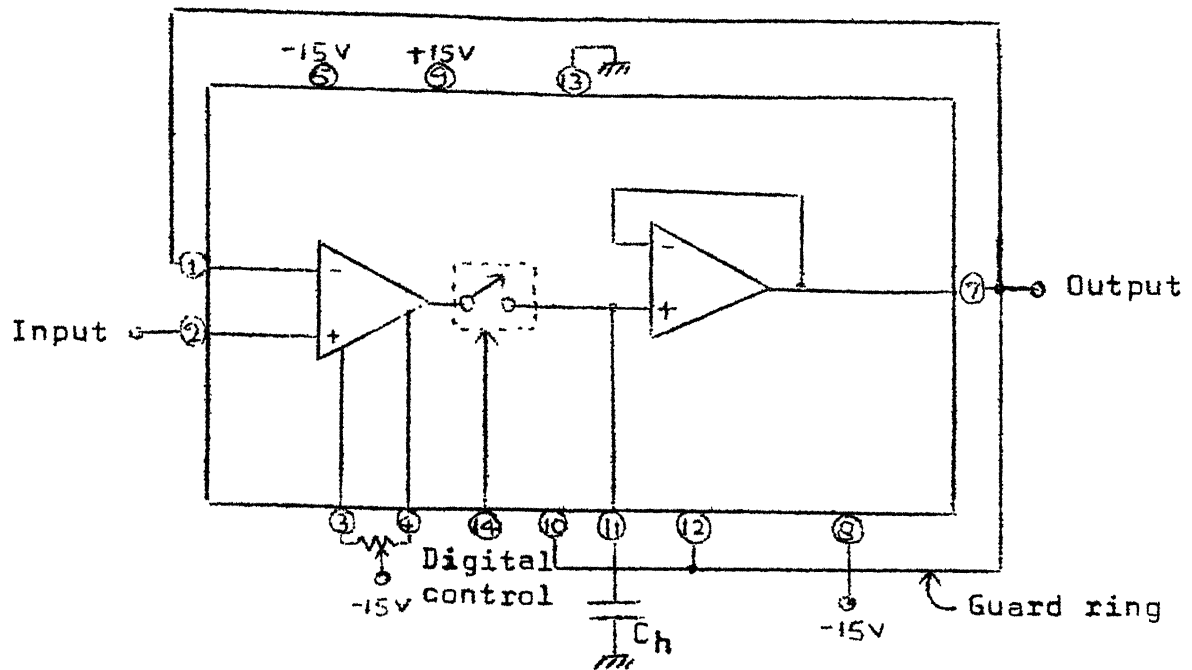 -15V +15V
5 9 13
1
- -
7 Output
Input 2
+ +
3 4 14 10 11 12 8
Digital
control
-15V
Ch
-15V
Guard ring